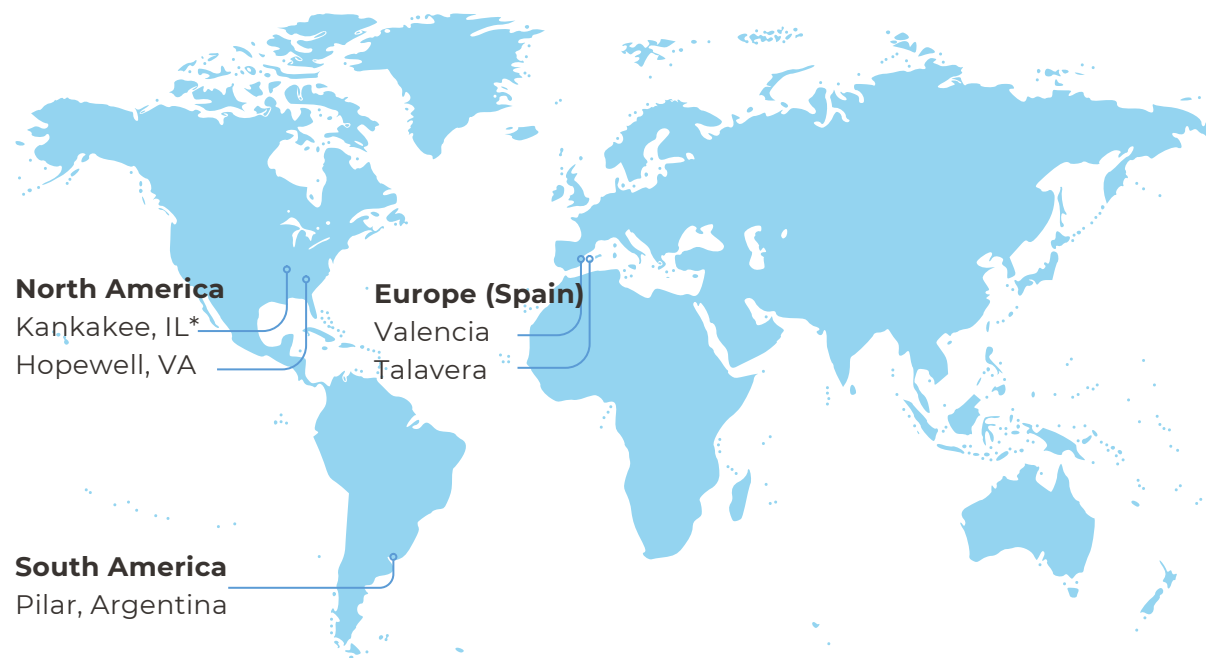 North America
Kankakee, IL*
Hopewell, VA
Europe (Spain)
Valencia
Talavera
South America
Pilar, Argentina